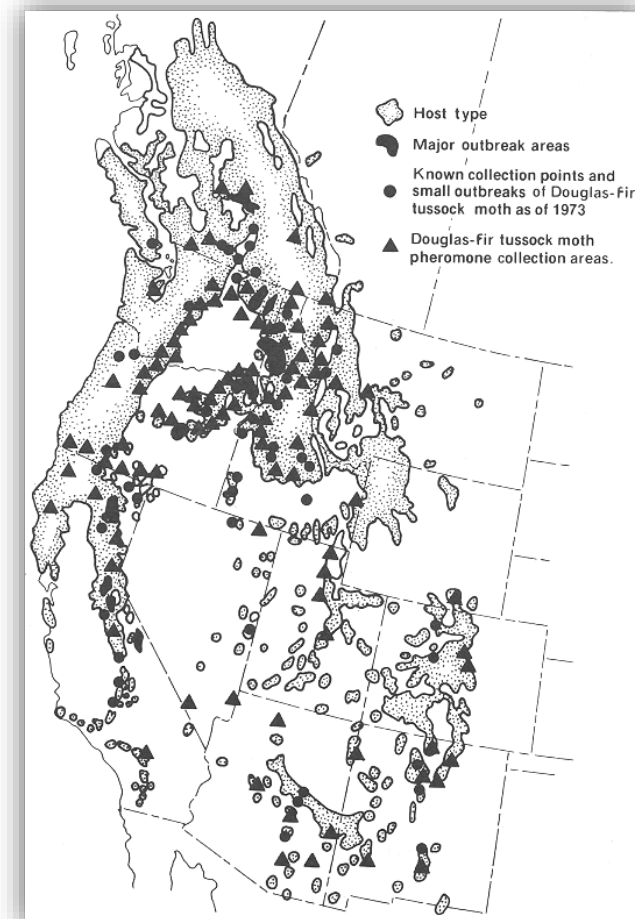 Host type
Major outbreak areas
Known collection points and
small outbreaks of Douglas-fir
tussock moth as of 1973
Douglas-fir tussock moth
pheromone collection areas.